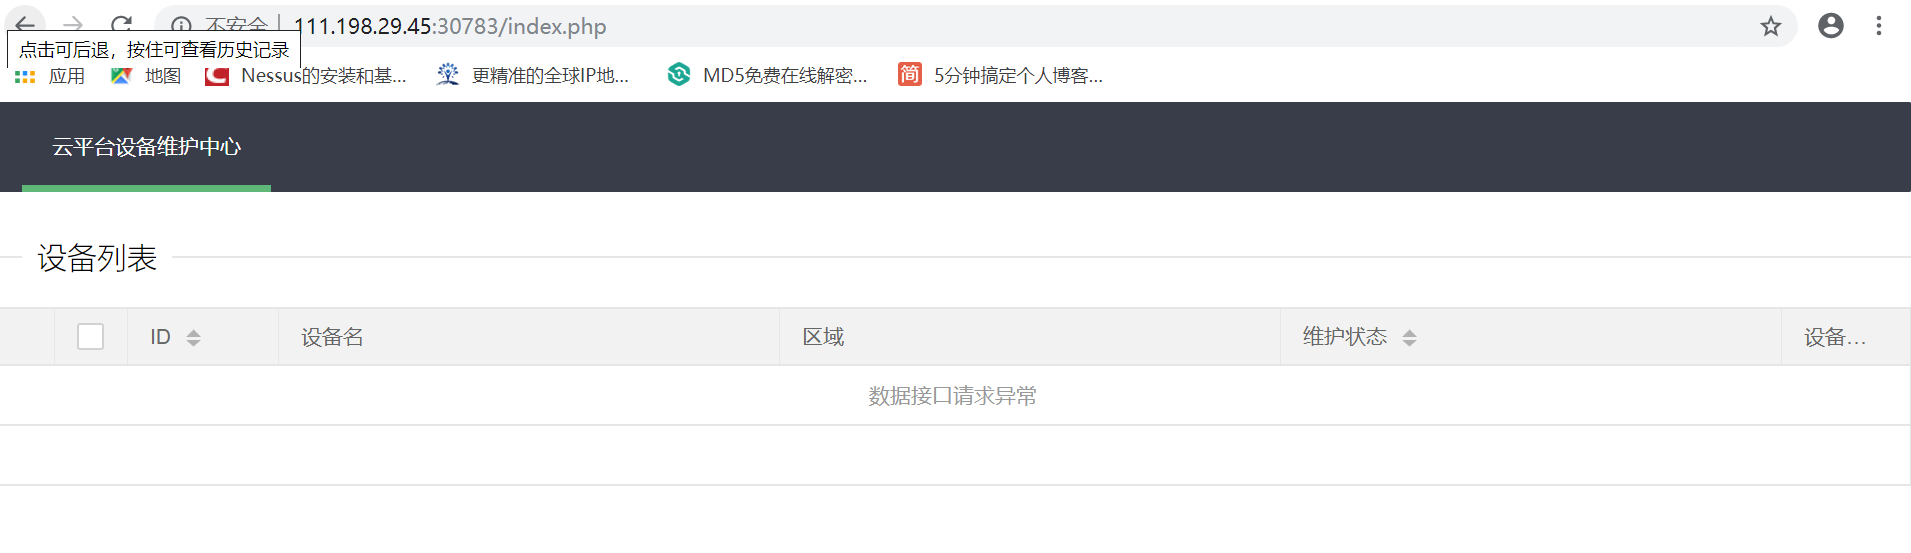 不安全 111.198.29.45:30783/index.php
点击可后退，按住可查看历史记录
应用 地图 Nessus的安装和基... 更精准的全球IP地... MD5免费在线解密... 简 5分钟搞定个人博客...
云平台设备维护中心
设备列表
ID 设备名 区域 维护状态 设备...
数据接口请求异常